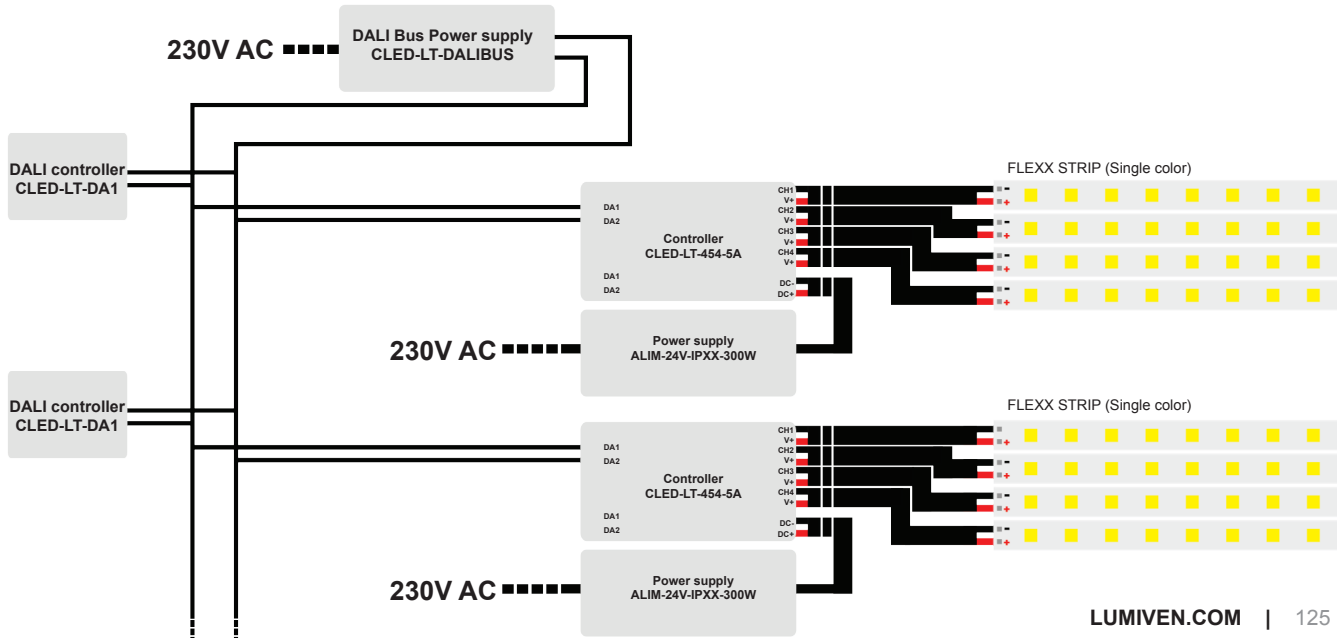 230V AC
DALI Bus Power supply
CLED-LT-DALIBUS
DALI controller
CLED-LT-DA1
FLEXX STRIP (Single color)
DA1
DA2
DA1
DA2
Controller
CLED-LT-454-5A
CH1
V+
CH2
V+
CH3
V+
CH4
V+
DC-
DC+
-
+
-
+
-
+
-
+
230V AC
Power supply
ALIM-24V-IPXX-300W
DALI controller
CLED-LT-DA1
FLEXX STRIP (Single color)
DA1
DA2
DA1
DA2
Controller
CLED-LT-454-5A
CH1
V+
CH2
V+
CH3
V+
CH4
V+
DC-
DC+
+
-
+
-
+
-
+
230V AC
Power supply
ALIM-24V-IPXX-300W
LUMIVEN.COM | 125